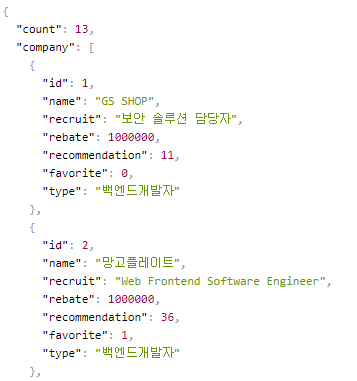 {
"count": 13,
"company": [
{
"id": 1,
"name": "GS SHOP",
"recruit": "보안 솔루션 담당자",
"rebate": 1000000,
"recommendation": 11,
"favorite": 0,
"type": "백엔드개발자"
},
{
"id": 2,
"name": "망고플레이트",
"recruit": "Web Frontend Software Engineer",
"rebate": 1000000,
"recommendation": 36,
"favorite": 1,
"type": "백엔드개발자"
},